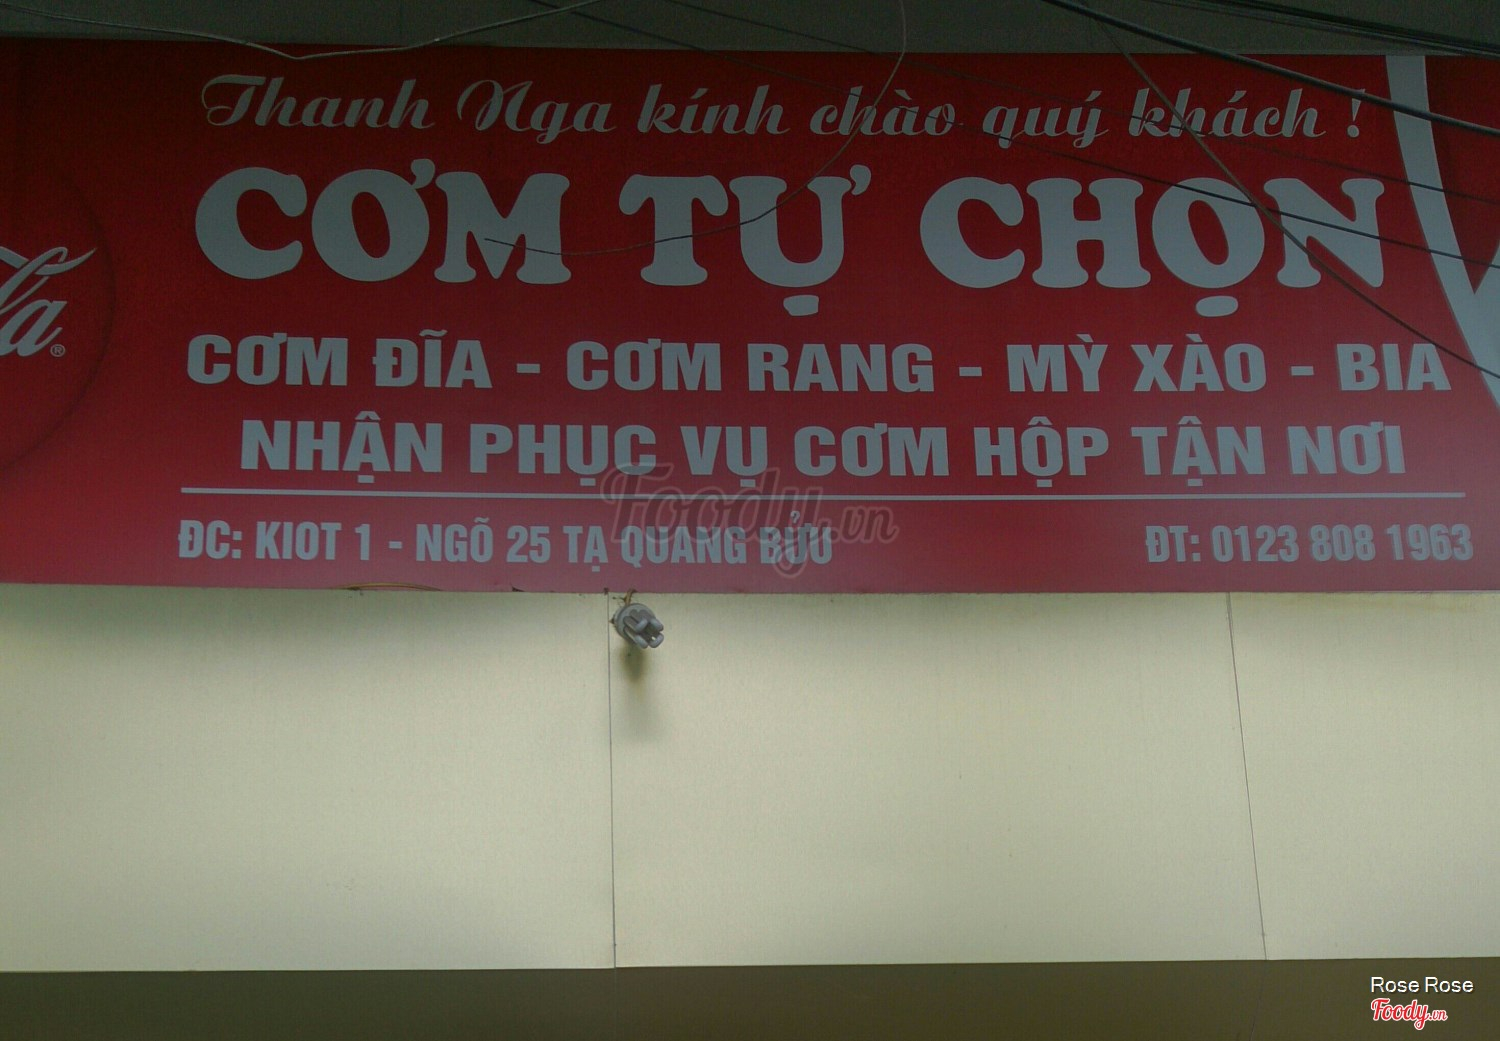 Thanh Nga kính chào quý khách !
CƠM TỰ CHỌN
la®
CƠM ĐĨA - CƠM RANG - MỲ XÀO - BIA
NHẬN PHỤC VỤ CƠM HỘP TẬN NƠI
Foody.vn
ĐC: KIOT 1 - NGÕ 25 TẠ QUANG BỬU
ĐT: 0123 808 1963
Rose Rose
Foody.vn